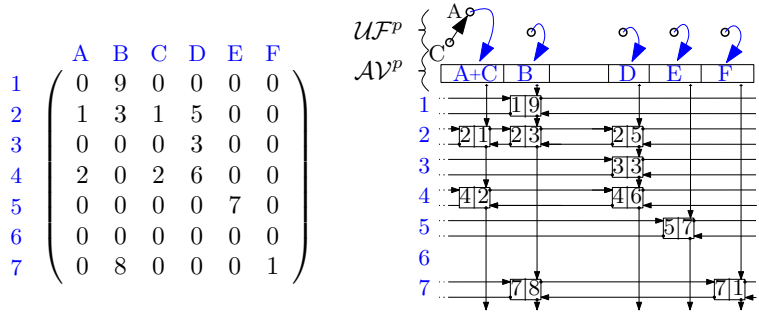 A B C D E F
1 0 9 0 0 0 0
2 1 3 1 5 0 0
3 0 0 0 3 0 0
4 2 0 2 6 0 0
5 0 0 0 0 7 0
6 0 0 0 0 0 0
7 0 8 0 0 0 1
UF^p
A
C
AV^p
A+C B D E F
1 1 9
2 2 1 2 3 2 5
3 3 3
4 4 2 4 6
5 5 7
6
7 7 8 7 1